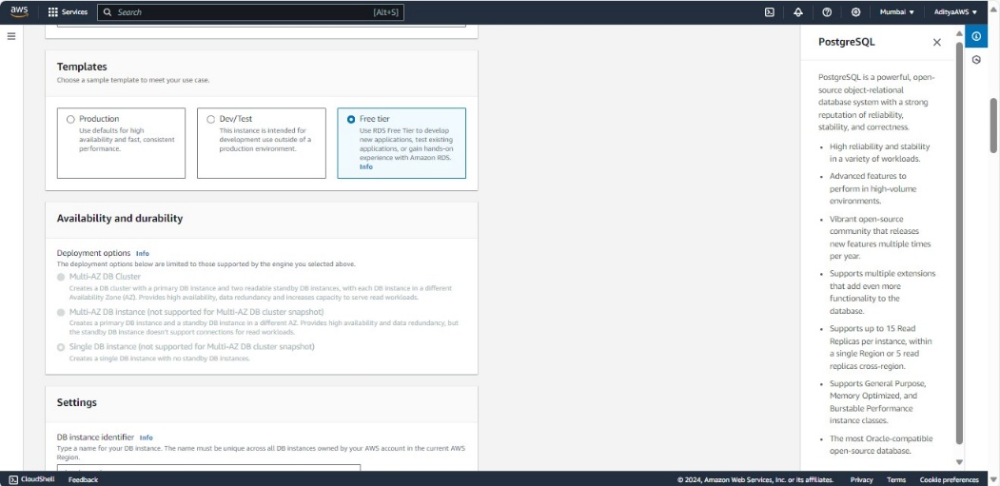 aws
Services
Search
[Alt+S]
Mumbai
AdityaAWS
Templates
Choose a sample template to meet your use case.
Production
Use defaults for high
availability and fast, consistent
performance.
Dev/Test
This instance is intended for
development use outside of a
production environment.
Free tier
Use RDS Free Tier to develop
new applications, test existing
applications, or gain hands-on
experience with Amazon RDS.
Info
Availability and durability
Deployment options Info
The deployment options below are limited to those supported by the engine you selected above.
Multi-AZ DB Cluster
Creates a DB cluster with a primary DB instance and two readable standby DB instances, with each DB instance in a different
Availability Zone (AZ). Provides high availability, data redundancy and increases capacity to serve read workloads.
Multi-AZ DB instance (not supported for Multi-AZ DB cluster snapshot)
Creates a primary DB instance and a standby DB instance in a different AZ. Provides high availability and data redundancy, but
the standby DB instance doesn't support connections for read workloads.
Single DB instance (not supported for Multi-AZ DB cluster snapshot)
Creates a single DB instance with no standby DB instances.
Settings
DB instance identifier Info
Type a name for your DB instance. The name must be unique across all DB instances owned by your AWS account in the current AWS
Region.
PostgreSQL
PostgreSQL is a powerful, open-
source object-relational
database system with a strong
reputation of reliability,
stability, and correctness.
• High reliability and stability
in a variety of workloads.
• Advanced features to
perform in high-volume
environments.
• Vibrant open-source
community that releases
new features multiple times
per year.
• Supports multiple extensions
that add even more
functionality to the
database.
• Supports up to 15 Read
Replicas per instance, within
a single Region or 5 read
replicas cross-region.
• Supports General Purpose,
Memory Optimized, and
Burstable Performance
instance classes.
• The most Oracle-compatible
open-source database.
CloudShell
Feedback
© 2024, Amazon Web Services, Inc. or its affiliates.
Privacy
Terms
Cookie preferences